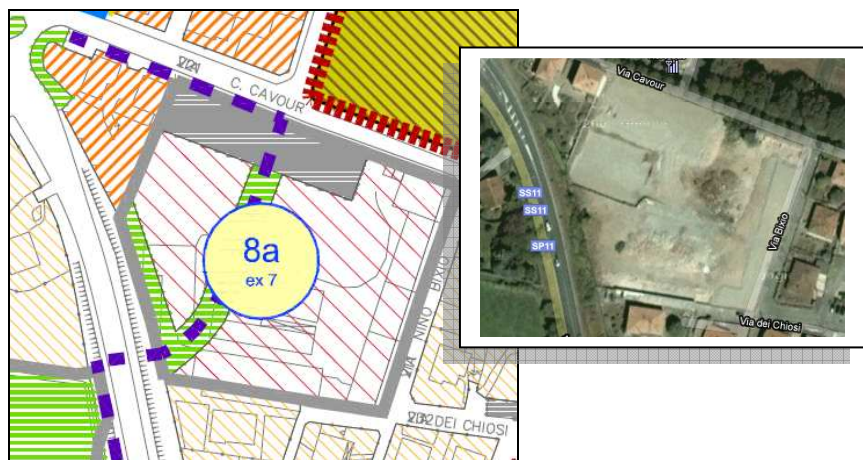 C. CAVOUR
8a
ex 7
VIA NINO BIXIO
DEI CHIOSI
Via Cavour
SS11
SS11
SP11
Via Bixio
Via dei Chiosi